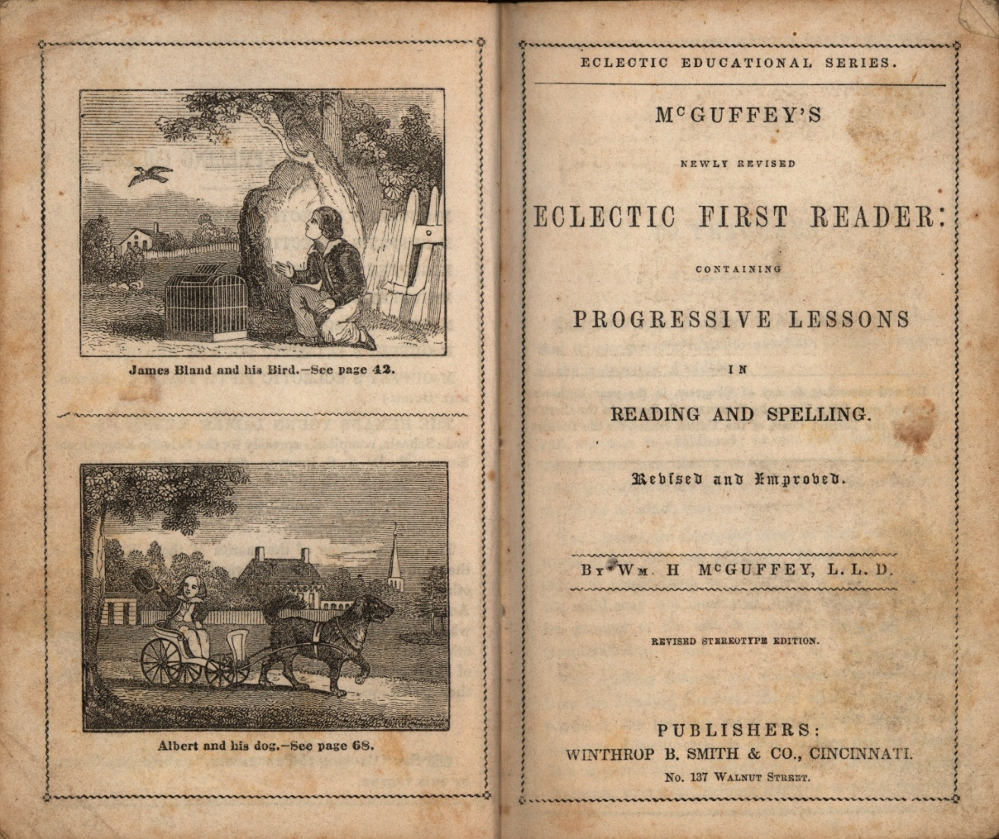 James Bland and his Bird.—See page 42.
Albert and his dog.—See page 68.
ECLECTIC EDUCATIONAL SERIES.
McGUFFEY'S
NEWLY REVISED
ECLECTIC FIRST READER:
CONTAINING
PROGRESSIVE LESSONS
IN
READING AND SPELLING.
Revised and Improved.
By Wm. H McGUFFEY, L. L. D.
REVISED STEREOTYPE EDITION.
PUBLISHERS:
WINTHROP B. SMITH & CO., CINCINNATI.
No. 137 Walnut Street.